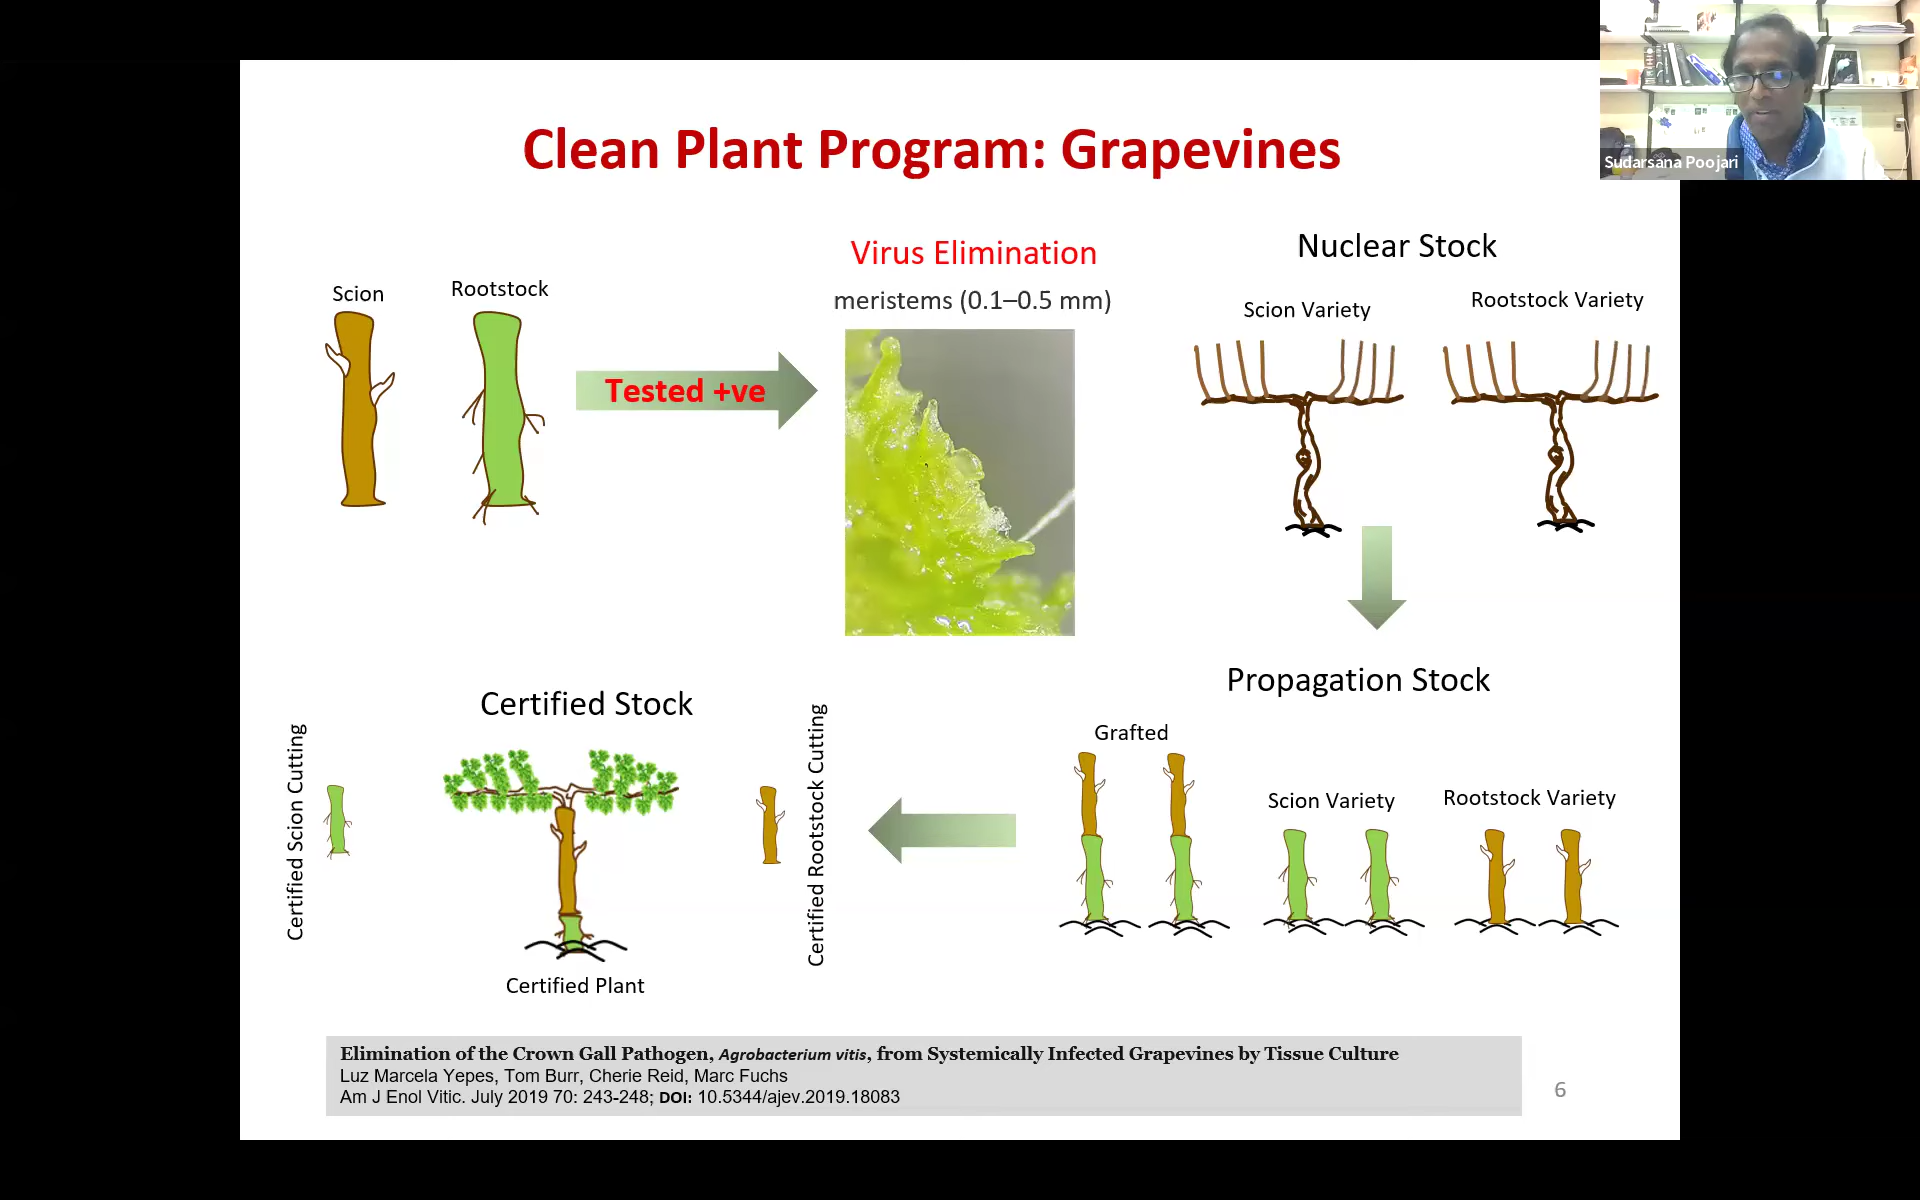 Sudarsana Poojari
Clean Plant Program: Grapevines
Scion
Rootstock
Tested +ve
Virus Elimination
meristems (0.1–0.5 mm)
Nuclear Stock
Scion Variety
Rootstock Variety
Propagation Stock
Grafted
Scion Variety
Rootstock Variety
Certified Stock
Certified Scion Cutting
Certified Rootstock Cutting
Certified Plant
Elimination of the Crown Gall Pathogen, Agrobacterium vitis, from Systemically Infected Grapevines by Tissue Culture
Luz Marcela Yepes, Tom Burr, Cherie Reid, Marc Fuchs
Am J Enol Vitic. July 2019 70: 243-248; DOI: 10.5344/ajev.2019.18083
6